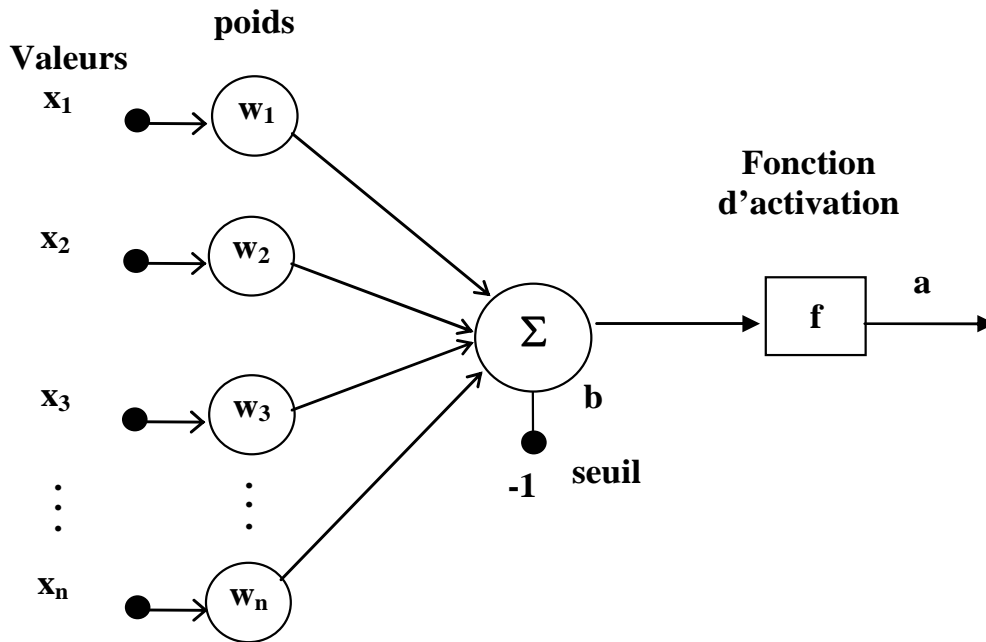 poids
Valeurs
x₁
w₁
Fonction
d'activation
x₂
w₂
Σ
f
a
x₃
w₃
b
-1
seuil
⋮
⋮
xₙ
wₙ